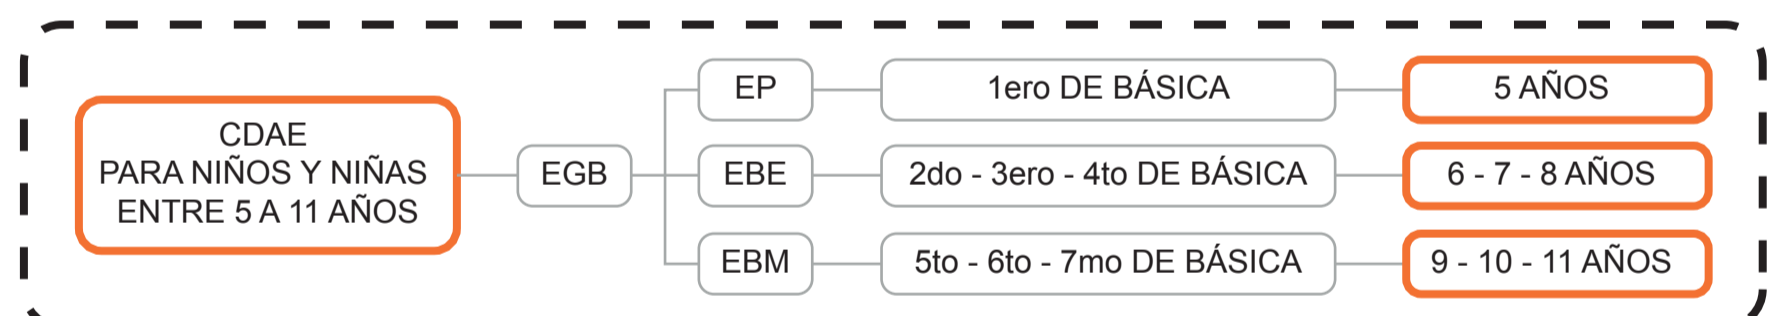 CDAE
PARA NIÑOS Y NIÑAS
ENTRE 5 A 11 AÑOS
EGB
EP
1ero DE BÁSICA
5 AÑOS
EBE
2do - 3ero - 4to DE BÁSICA
6 - 7 - 8 AÑOS
EBM
5to - 6to - 7mo DE BÁSICA
9 - 10 - 11 AÑOS